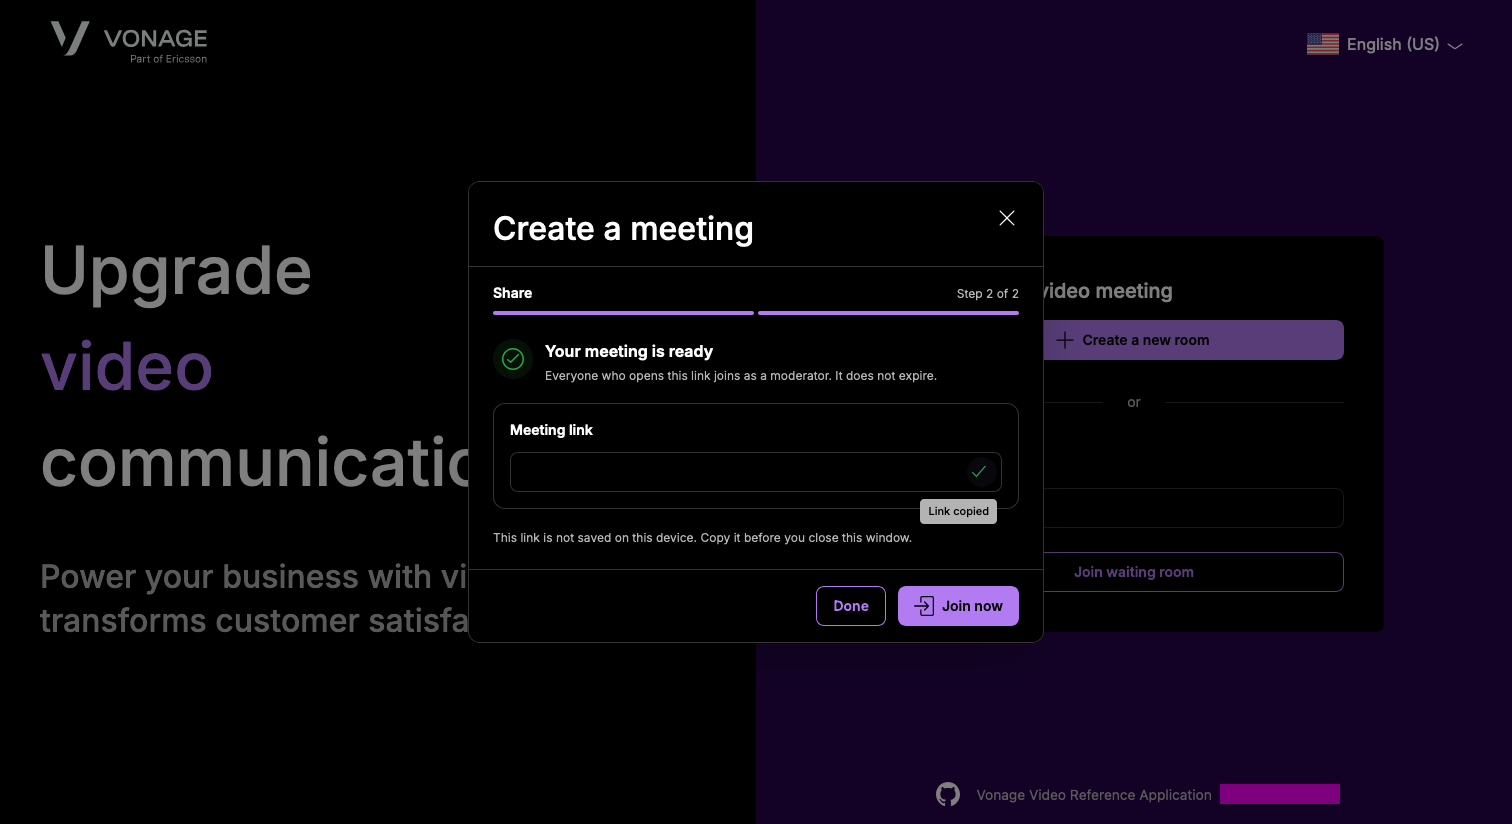 VONAGE
Part of Ericsson
English (US)
Upgrade
video
communicatio
Power your business with vi
transforms customer satisfa
Create a meeting
Share
Step 2 of 2
Your meeting is ready
Everyone who opens this link joins as a moderator. It does not expire.
Meeting link
Link copied
This link is not saved on this device. Copy it before you close this window.
Done
Join now
video meeting
Create a new room
or
Join waiting room
Vonage Video Reference Application